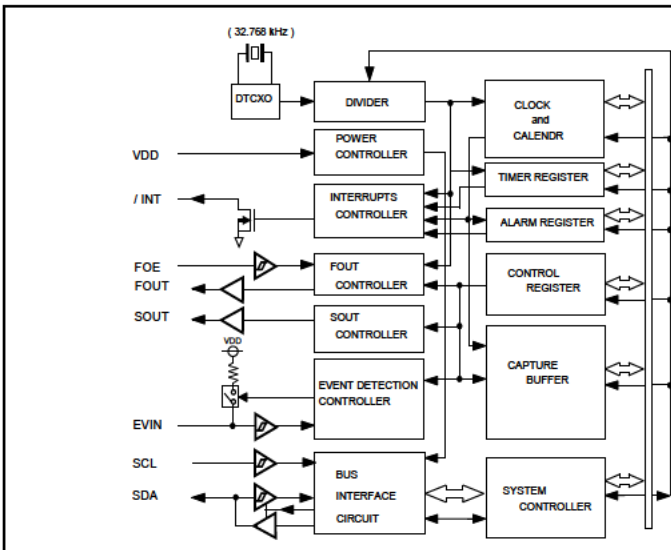 ( 32.768 kHz )
DTCXO
DIVIDER
CLOCK
and
CALENDR
POWER
CONTROLLER
VDD
TIMER REGISTER
/ INT
INTERRUPTS
CONTROLLER
ALARM REGISTER
FOE
FOUT
FOUT
CONTROLLER
CONTROL
REGISTER
SOUT
SOUT
CONTROLLER
VDD
EVENT DETECTION
CONTROLLER
CAPTURE
BUFFER
EVIN
SCL
SDA
BUS
INTERFACE
CIRCUIT
SYSTEM
CONTROLLER